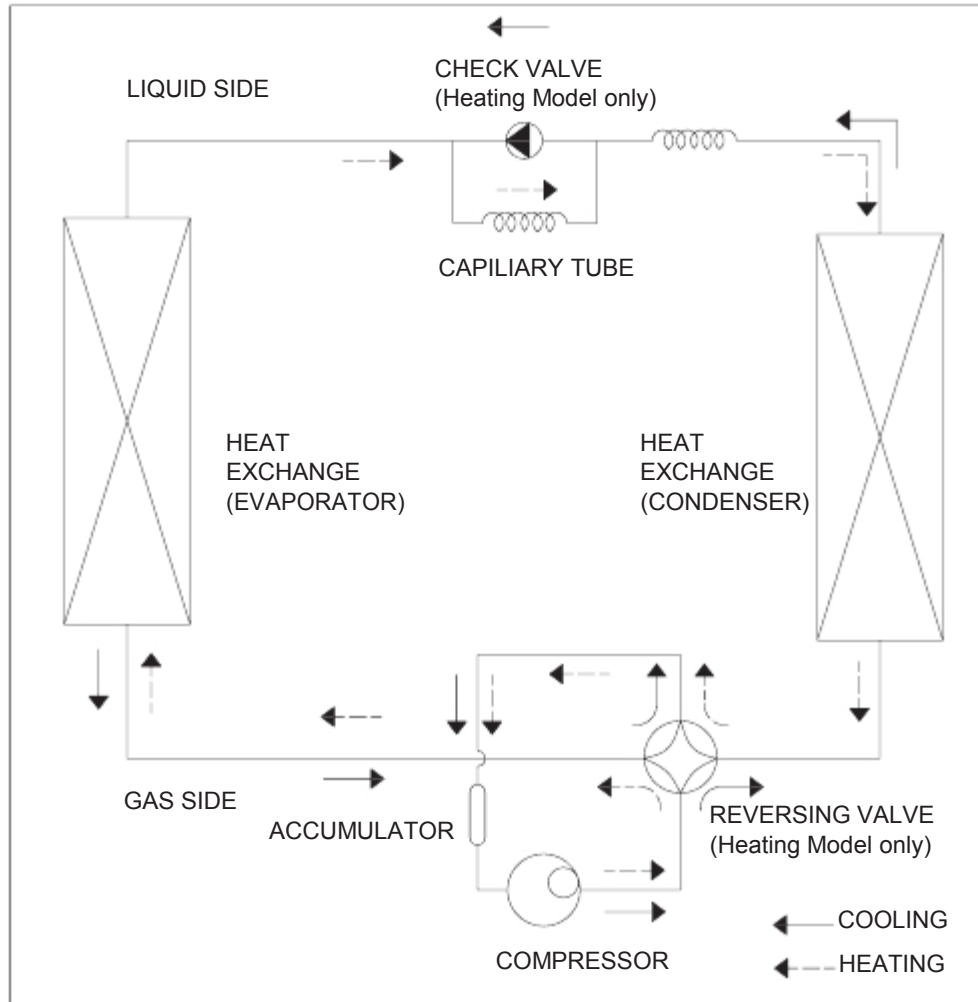 CHECK VALVE
(Heating Model only)
LIQUID SIDE
CAPILIARY TUBE
HEAT
EXCHANGE
(EVAPORATOR)
HEAT
EXCHANGE
(CONDENSER)
GAS SIDE
ACCUMULATOR
REVERSING VALVE
(Heating Model only)
COMPRESSOR
COOLING
HEATING